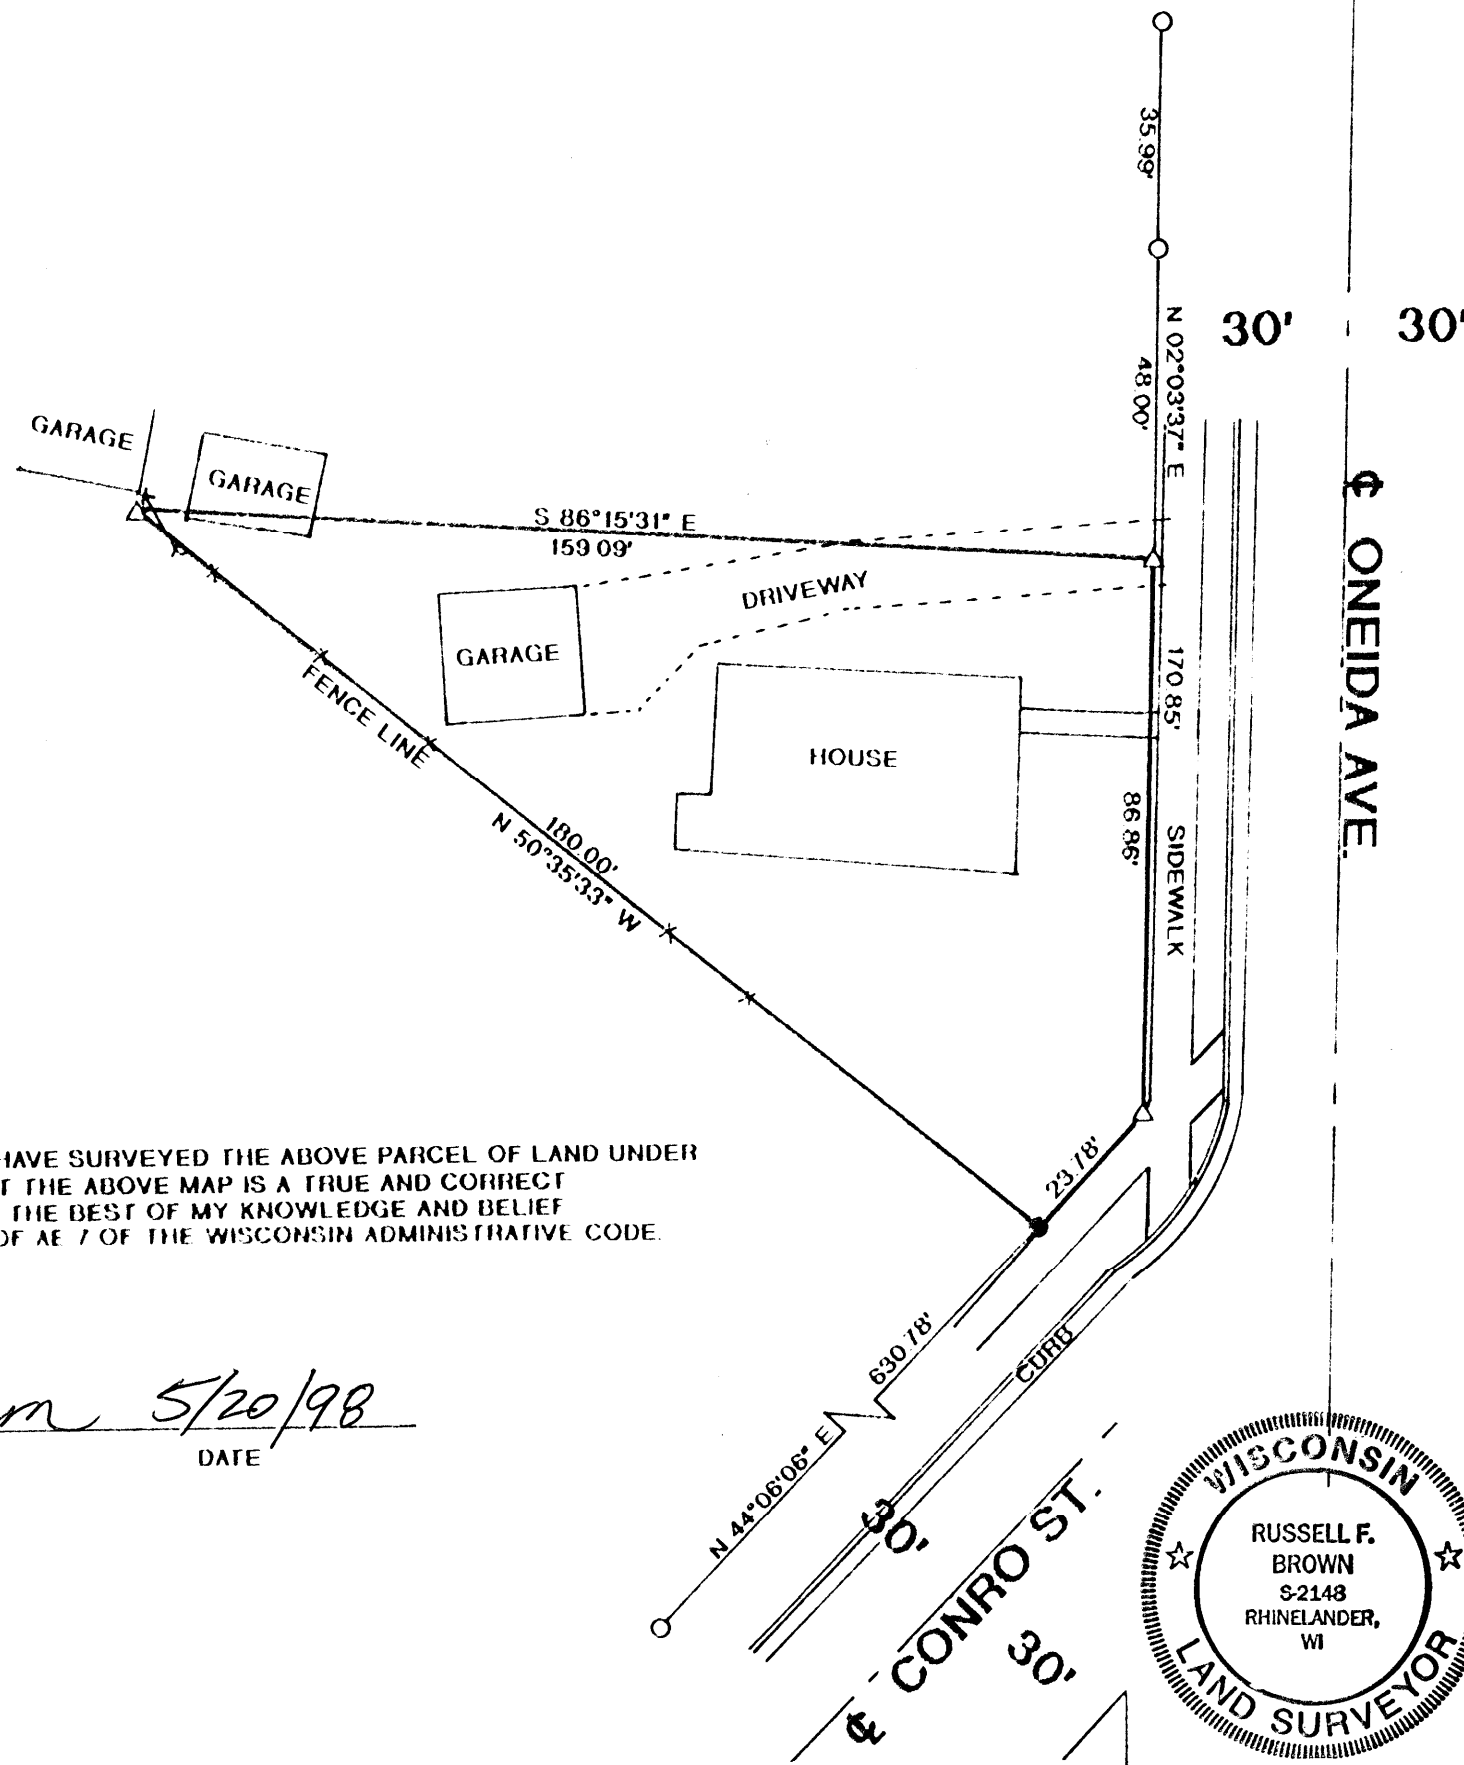 35.99'
N 02°03'37" E
48.00'
30'
30'
GARAGE
GARAGE
S 86°15'31" E
159.09'
DRIVEWAY
GARAGE
FENCE LINE
HOUSE
170.85'
86.86'
SIDEWALK
℄ ONEIDA AVE.
180.00'
N 50°35'33" W
HAVE SURVEYED THE ABOVE PARCEL OF LAND UNDER
T THE ABOVE MAP IS A TRUE AND CORRECT
THE BEST OF MY KNOWLEDGE AND BELIEF
OF AE 7 OF THE WISCONSIN ADMINISTRATIVE CODE.
23.78'
630.78'
CURB
N 44°06'06" E
5/20/98
DATE
30'
℄ CONRO ST.
30'
WISCONSIN
RUSSELL F.
BROWN
S-2148
RHINELANDER,
WI
LAND SURVEYOR